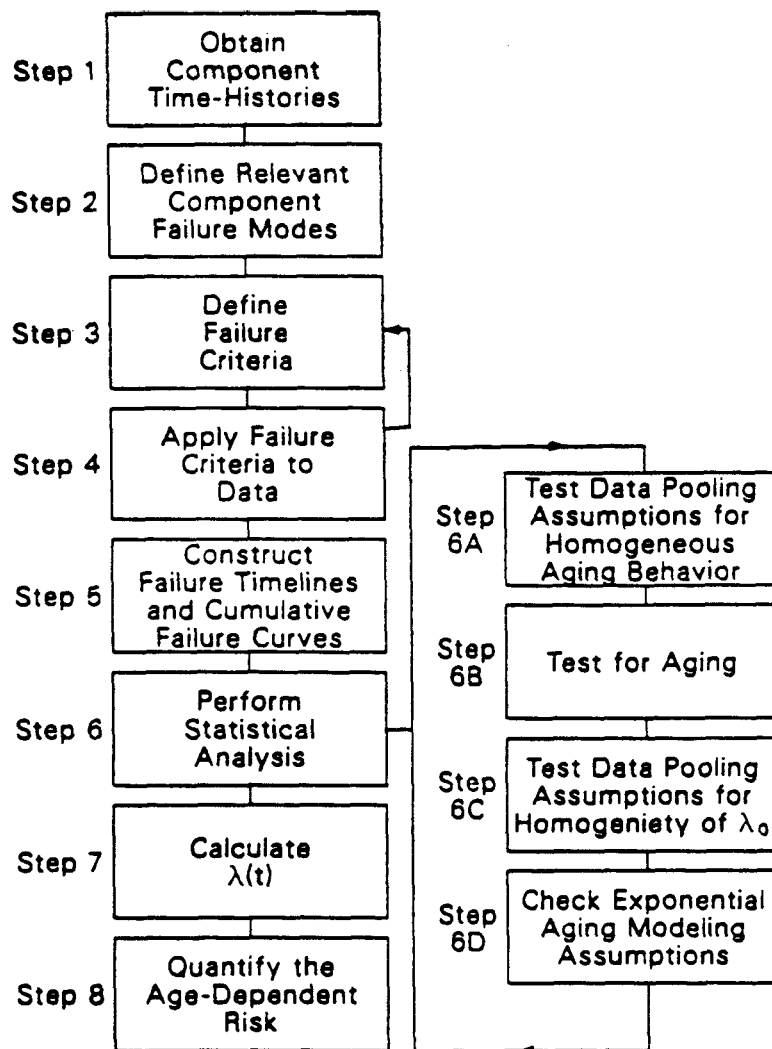 Step 1
Obtain
Component
Time-Histories
Step 2
Define Relevant
Component
Failure Modes
Step 3
Define
Failure
Criteria
Step 4
Apply Failure
Criteria to
Data
Step 5
Construct
Failure Timelines
and Cumulative
Failure Curves
Step 6
Perform
Statistical
Analysis
Step 7
Calculate
λ(t)
Step 8
Quantify the
Age-Dependent
Risk
Step
6A
Test Data Pooling
Assumptions for
Homogeneous
Aging Behavior
Step
6B
Test for Aging
Step
6C
Test Data Pooling
Assumptions for
Homogeniety of λ₀
Step
6D
Check Exponential
Aging Modeling
Assumptions